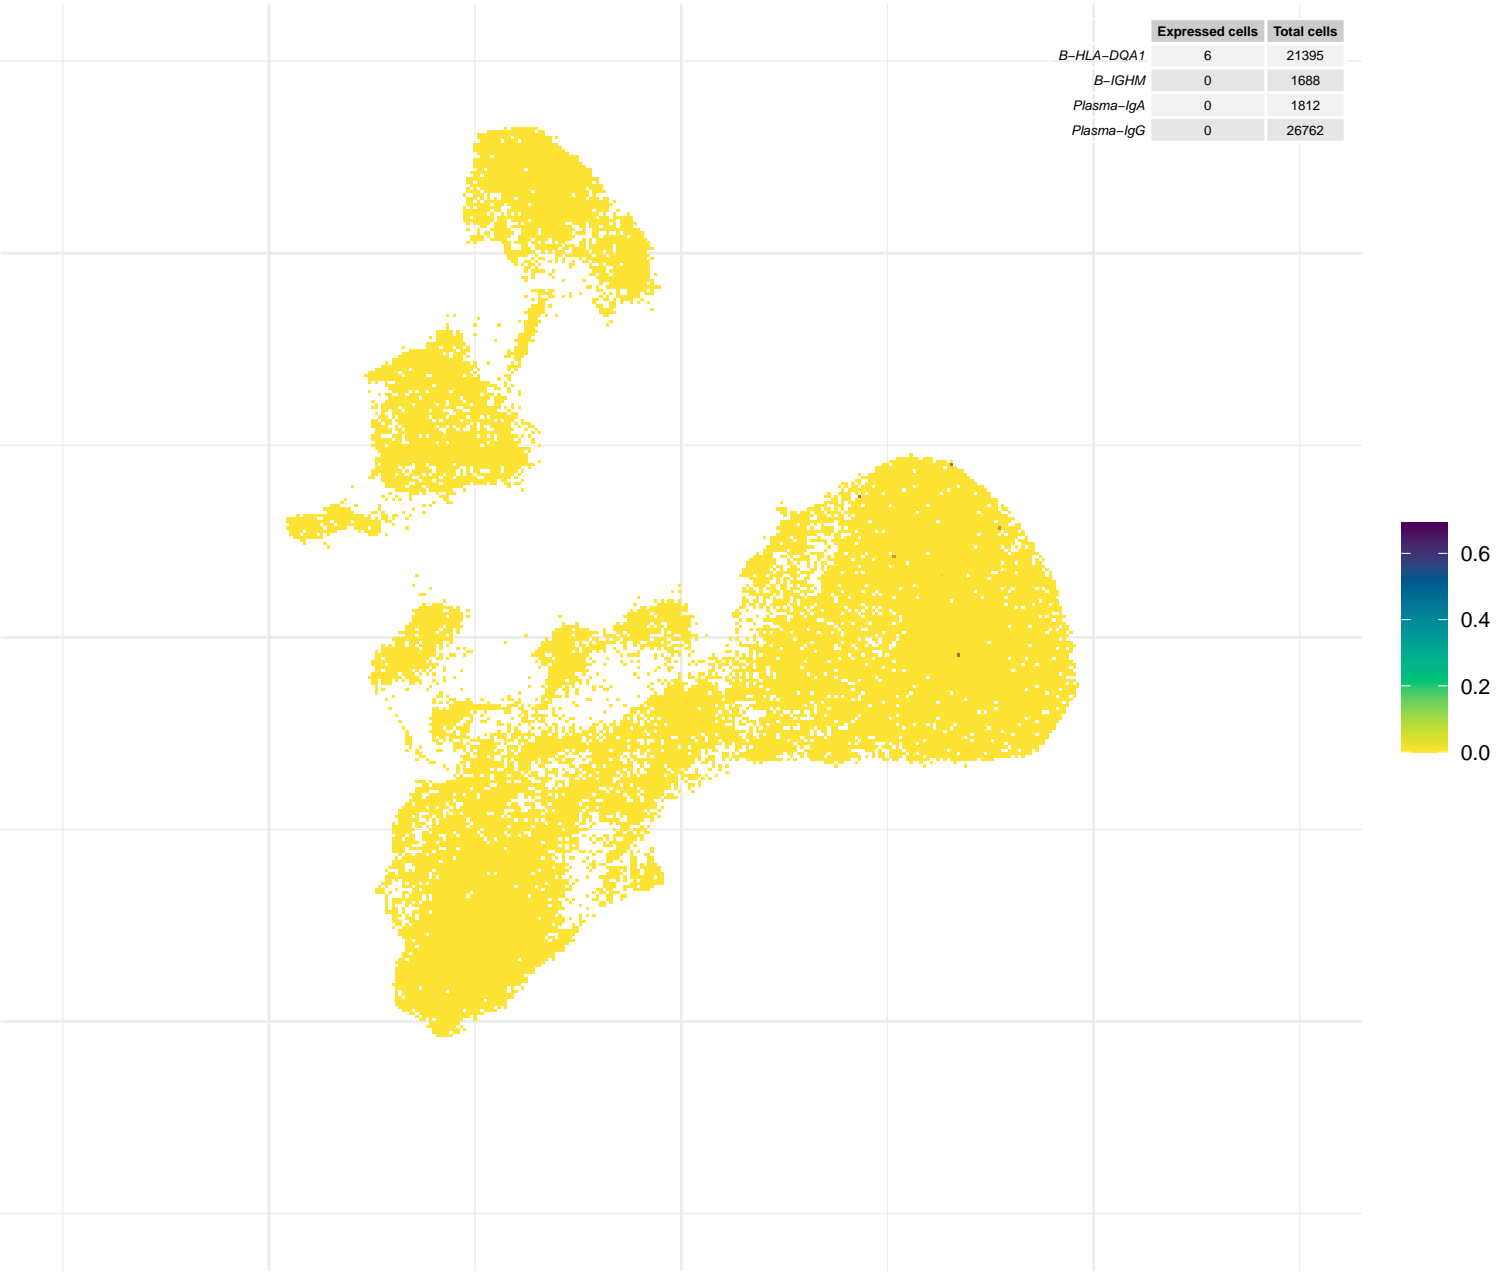 Expressed cells Total cells
B−HLA−DQA1 6 21395
B−IGHM 0 1688
Plasma−IgA 0 1812
Plasma−IgG 0 26762
0.6
0.4
0.2
0.0